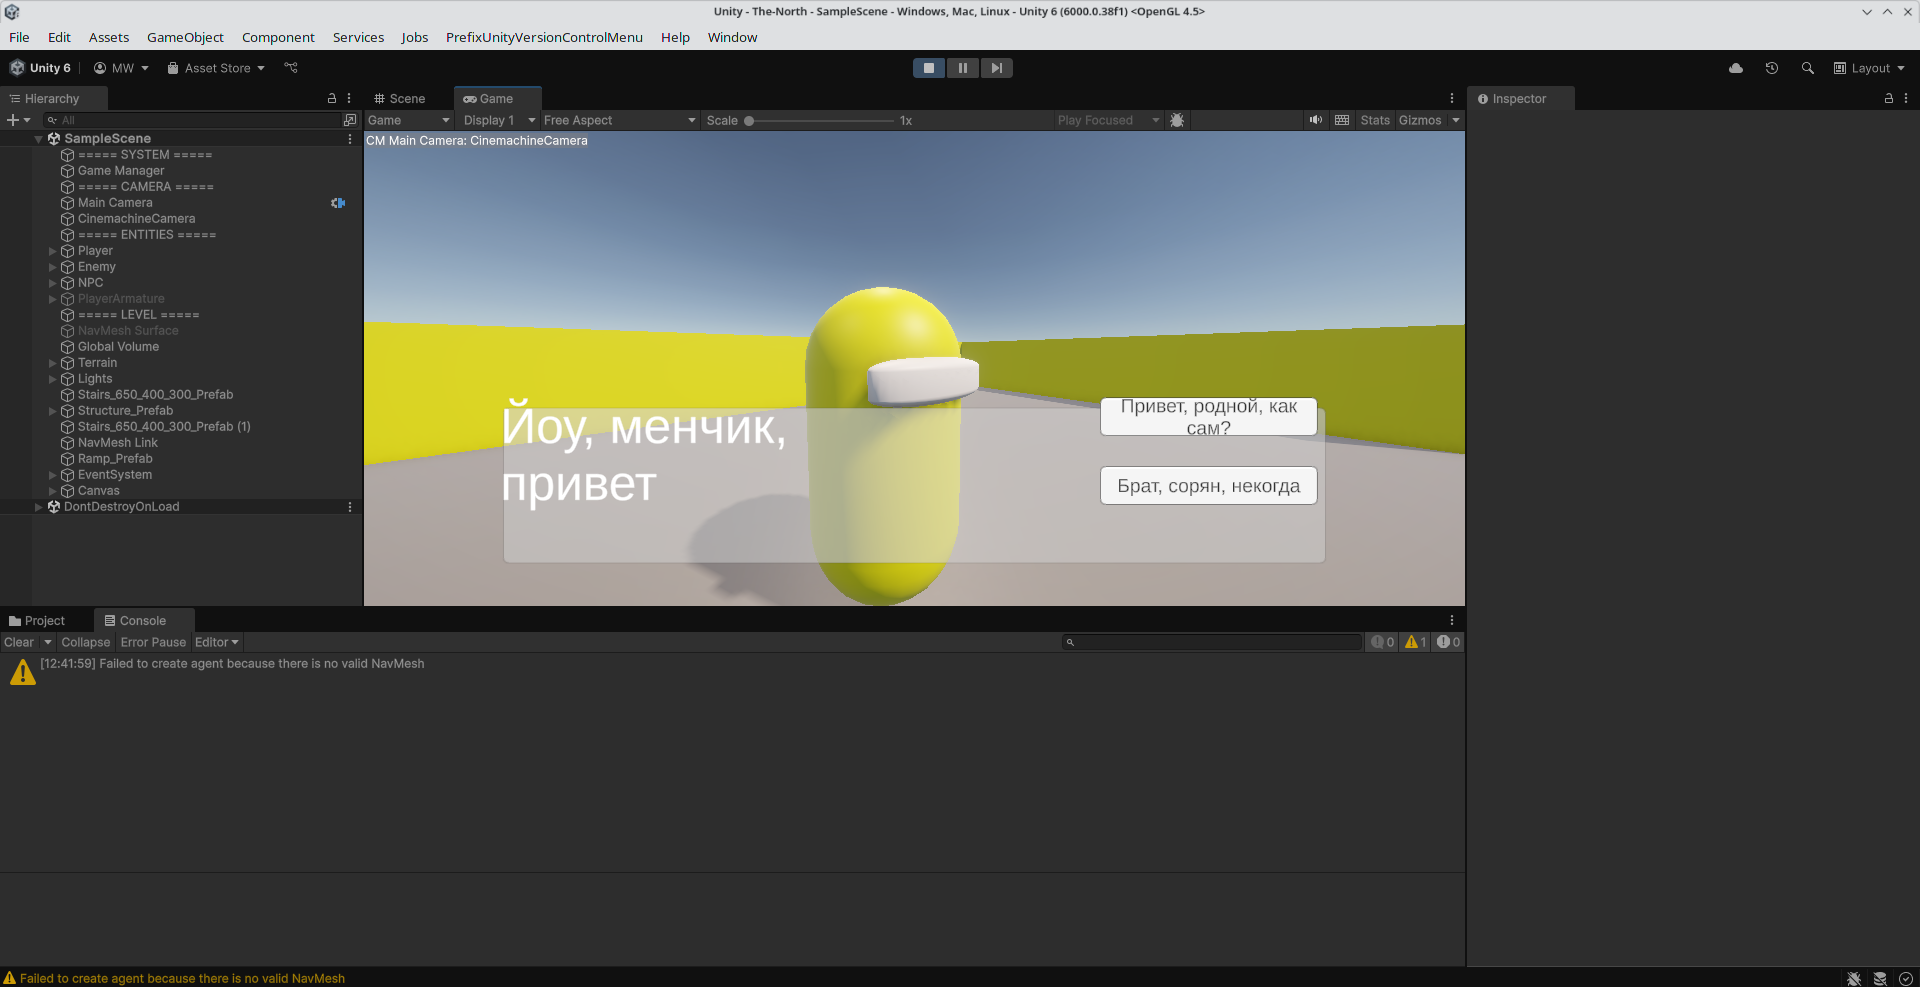 Unity - The-North - SampleScene - Windows, Mac, Linux - Unity 6 (6000.0.38f1) <OpenGL 4.5>
File Edit Assets GameObject Component Services Jobs PrefixUnityVersionControlMenu Help Window
Unity 6 MW Asset Store Layout
Hierarchy
All
SampleScene
===== SYSTEM =====
Game Manager
===== CAMERA =====
Main Camera
CinemachineCamera
===== ENTITIES =====
Player
Enemy
NPC
PlayerArmature
===== LEVEL =====
NavMesh Surface
Global Volume
Terrain
Lights
Stairs_650_400_300_Prefab
Structure_Prefab
Stairs_650_400_300_Prefab (1)
NavMesh Link
Ramp_Prefab
EventSystem
Canvas
DontDestroyOnLoad
Scene Game
Game Display 1 Free Aspect Scale 1x Play Focused Stats Gizmos
CM Main Camera: CinemachineCamera
Йоу, менчик,
привет
Привет, родной, как
сам?
Брат, сорян, некогда
Inspector
Project Console
Clear Collapse Error Pause Editor 0 1 0
[12:41:59] Failed to create agent because there is no valid NavMesh
Failed to create agent because there is no valid NavMesh